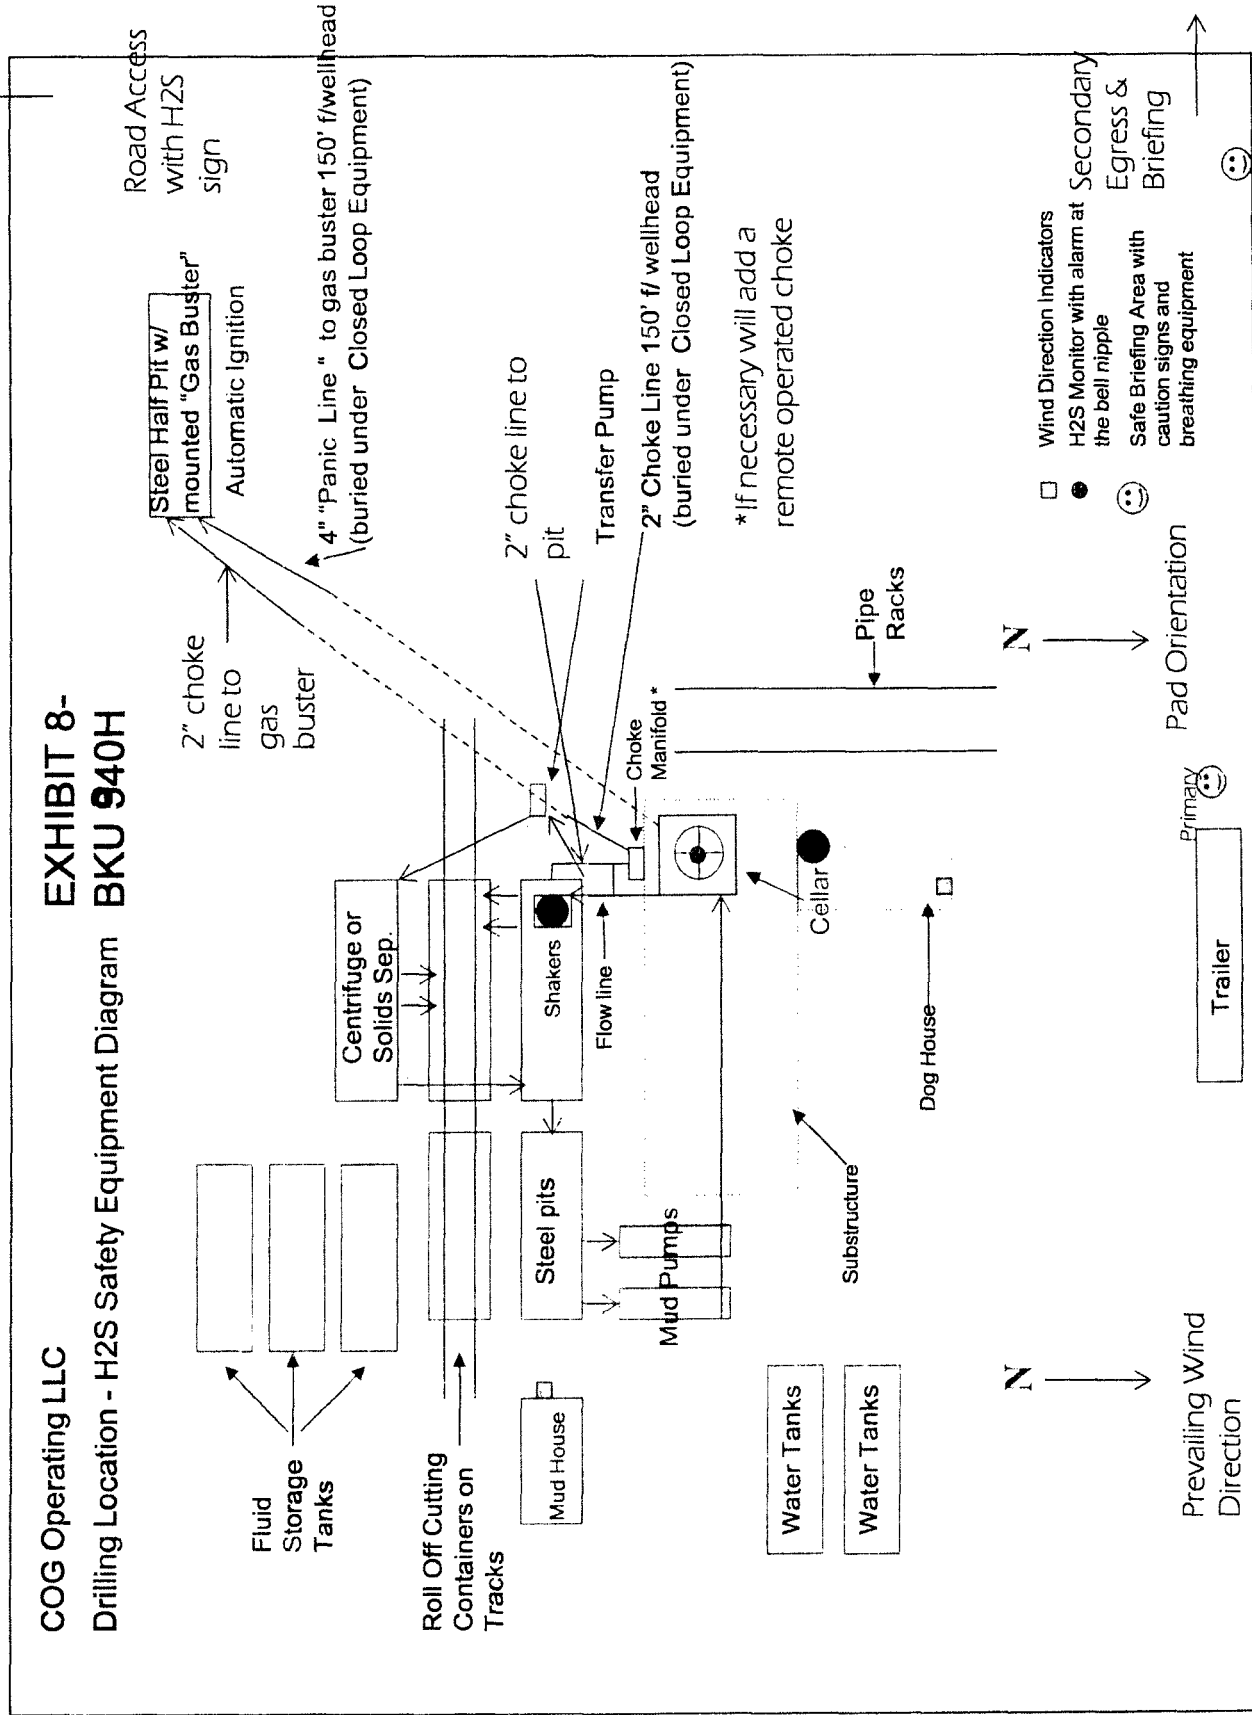 COG Operating LLC
EXHIBIT 8-
Drilling Location - H2S Safety Equipment Diagram
BKU 940H
Road Access
with H2S
sign
Steel Half Pit w/
mounted "Gas Buster"
Automatic Ignition
2" choke
line to
gas
buster
4" "Panic Line " to gas buster 150' f/wellhead
(buried under Closed Loop Equipment)
Fluid
Storage
Tanks
Centrifuge or
Solids Sep.
Roll Off Cutting
Containers on
Tracks
2" choke line to
pit
Transfer Pump
2" Choke Line 150' f/ wellhead
(buried under Closed Loop Equipment)
Mud House
Steel pits
Shakers
Flow line
Choke
Manifold*
*If necessary will add a
remote operated choke
Mud Pumps
Water Tanks
Water Tanks
Substructure
Cellar
Dog House
Pipe
Racks
N
Prevailing Wind
Direction
Trailer
Primary
N
Pad Orientation
Wind Direction Indicators
H2S Monitor with alarm at
the bell nipple
Safe Briefing Area with
caution signs and
breathing equipment
Secondary
Egress &
Briefing